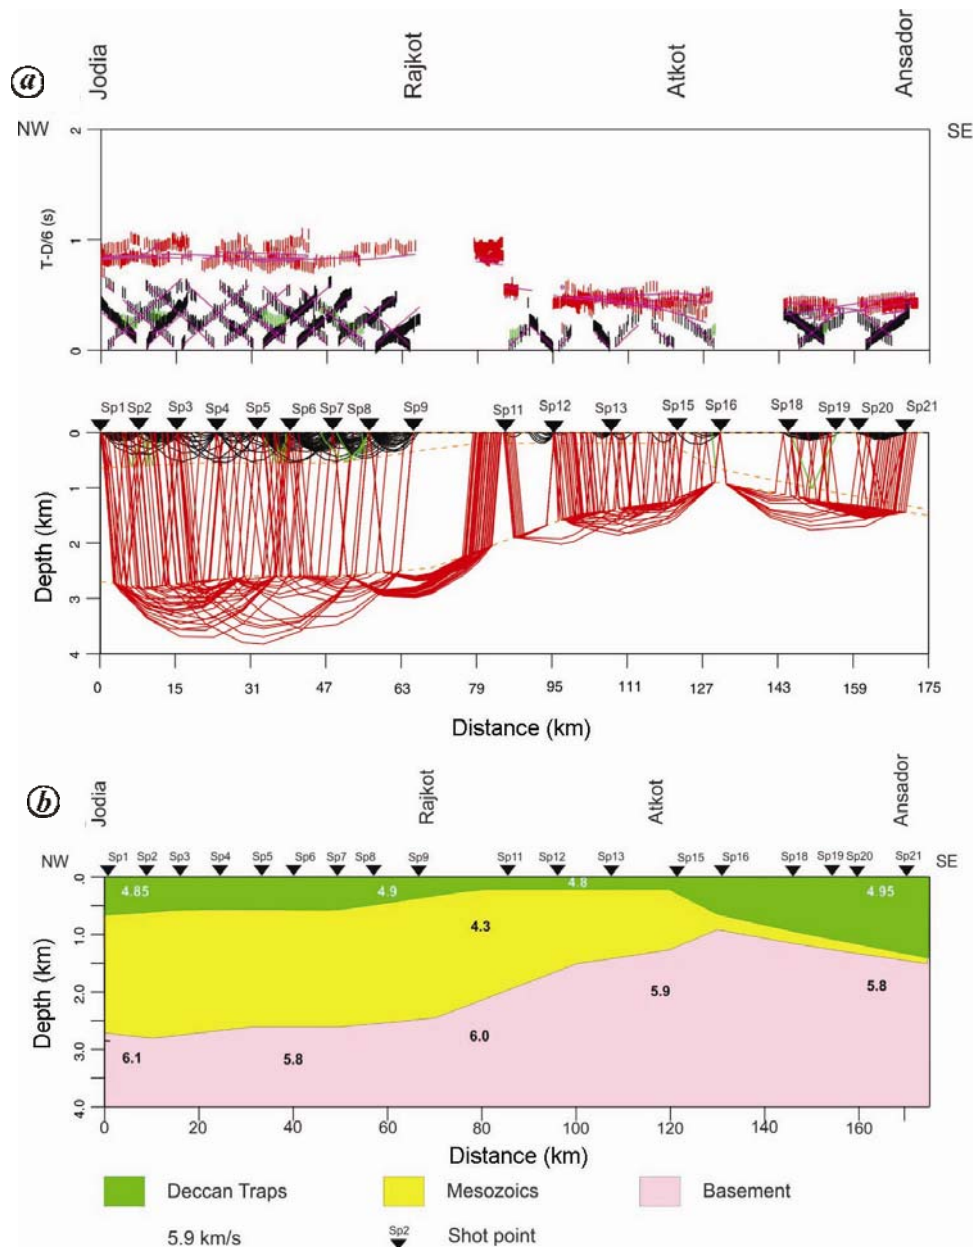 a
Jodia Rajkot Atkot Ansador
NW SE
T-D/6 (s)
2
1
0
Sp1 Sp2 Sp3 Sp4 Sp5 Sp6 Sp7 Sp8 Sp9 Sp11 Sp12 Sp13 Sp15 Sp16 Sp18 Sp19 Sp20 Sp21
Depth (km)
0
1
2
3
4
0 15 31 47 63 79 95 111 127 143 159 175
Distance (km)
b
Jodia Rajkot Atkot Ansador
NW SE
Sp1 Sp2 Sp3 Sp4 Sp5 Sp6 Sp7 Sp8 Sp9 Sp11 Sp12 Sp13 Sp15 Sp16 Sp18 Sp19 Sp20 Sp21
Depth (km)
.0
1.0
2.0
3.0
4.0
4.85 4.9 4.8 4.95
4.3
5.9 5.8
6.0
6.1 5.8
0 20 40 60 80 100 120 140 160
Distance (km)
Deccan Traps Mesozoics Basement
5.9 km/s Sp2 Shot point